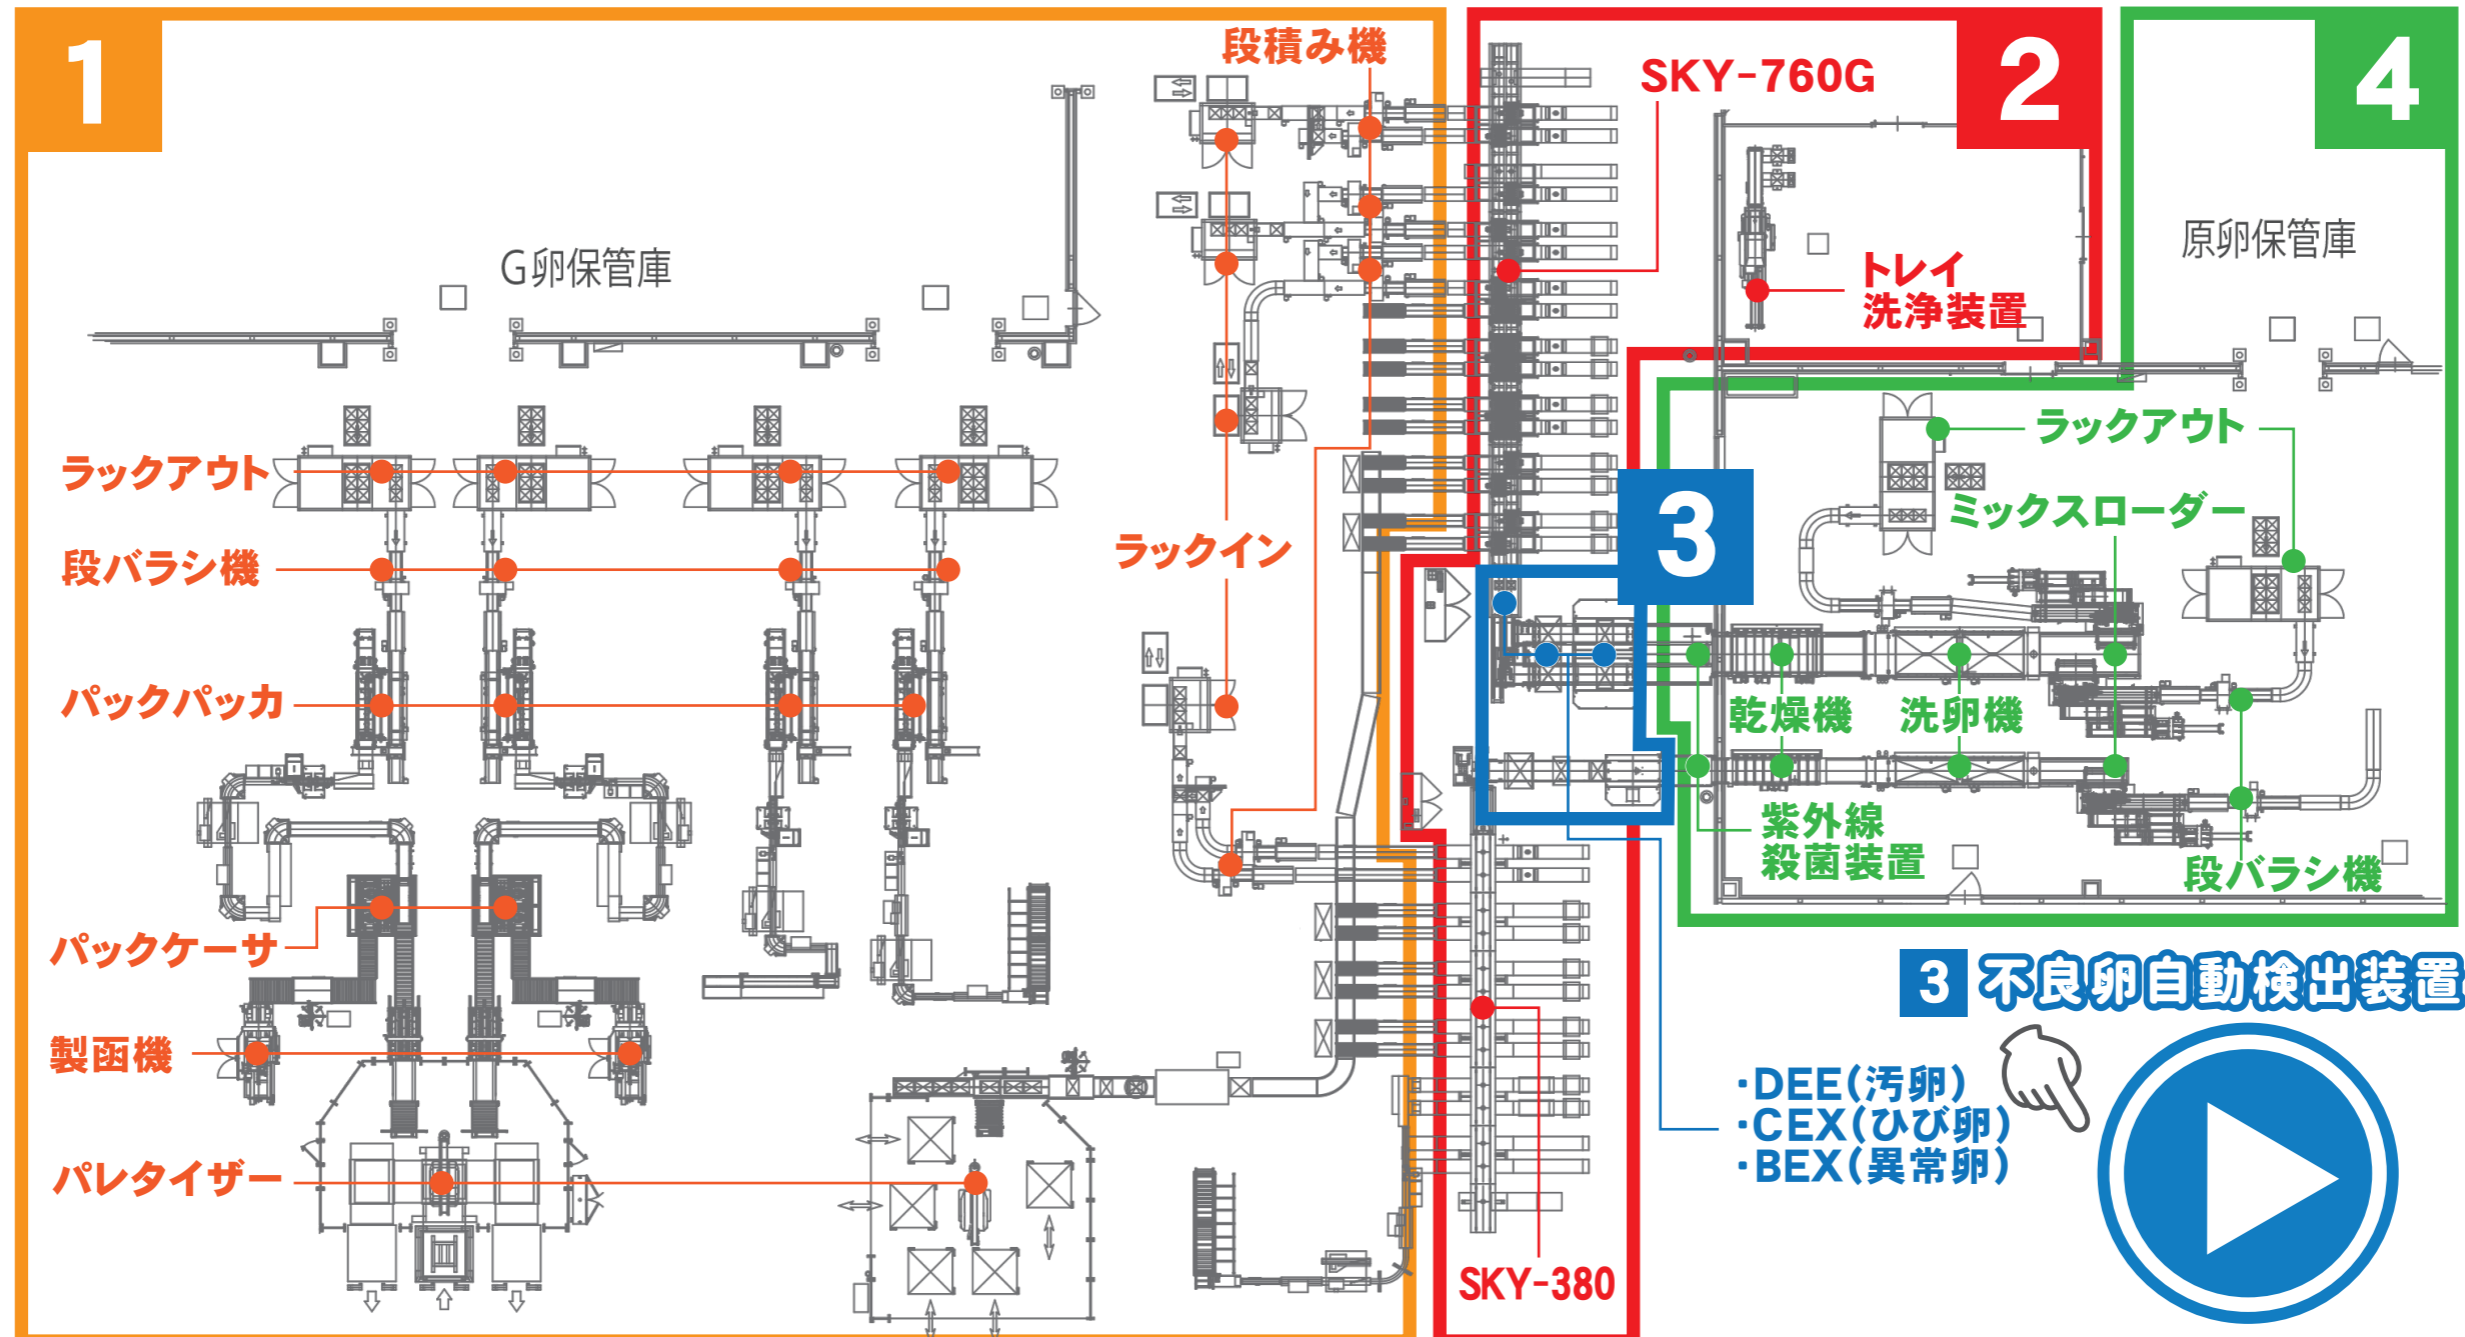 1
段積み機
G卵保管庫
ラックアウト
段バラシ機
パックパッカ
パックケーサ
製函機
パレタイザー
ラックイン
2
SKY-760G
トレイ
洗浄装置
SKY-380
4
原卵保管庫
ラックアウト
ミックスローダー
乾燥機
洗卵機
紫外線
殺菌装置
段バラシ機
3
3 不良卵自動検出装置
・DEE(汚卵)
・CEX(ひび卵)
・BEX(異常卵)